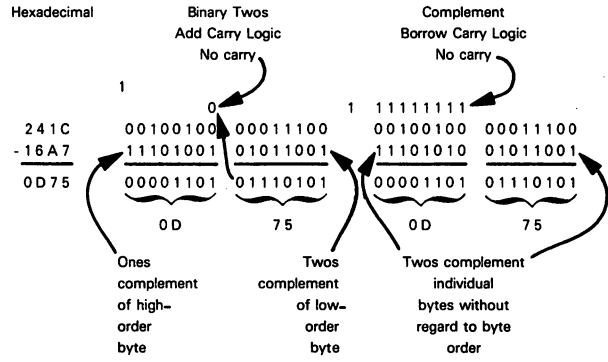 Hexadecimal Binary Twos Complement
Add Carry Logic Borrow Carry Logic
No carry No carry
1
0 1 11111111
241C 00100100 00011100 00100100 00011100
-16A7 11101001 01011001 11101010 01011001
0D75 00001101 01110101 00001101 01110101
0D 75 0D 75
Ones Twos Twos complement
complement complement individual
of high- of low- bytes without
order order regard to byte
byte byte order